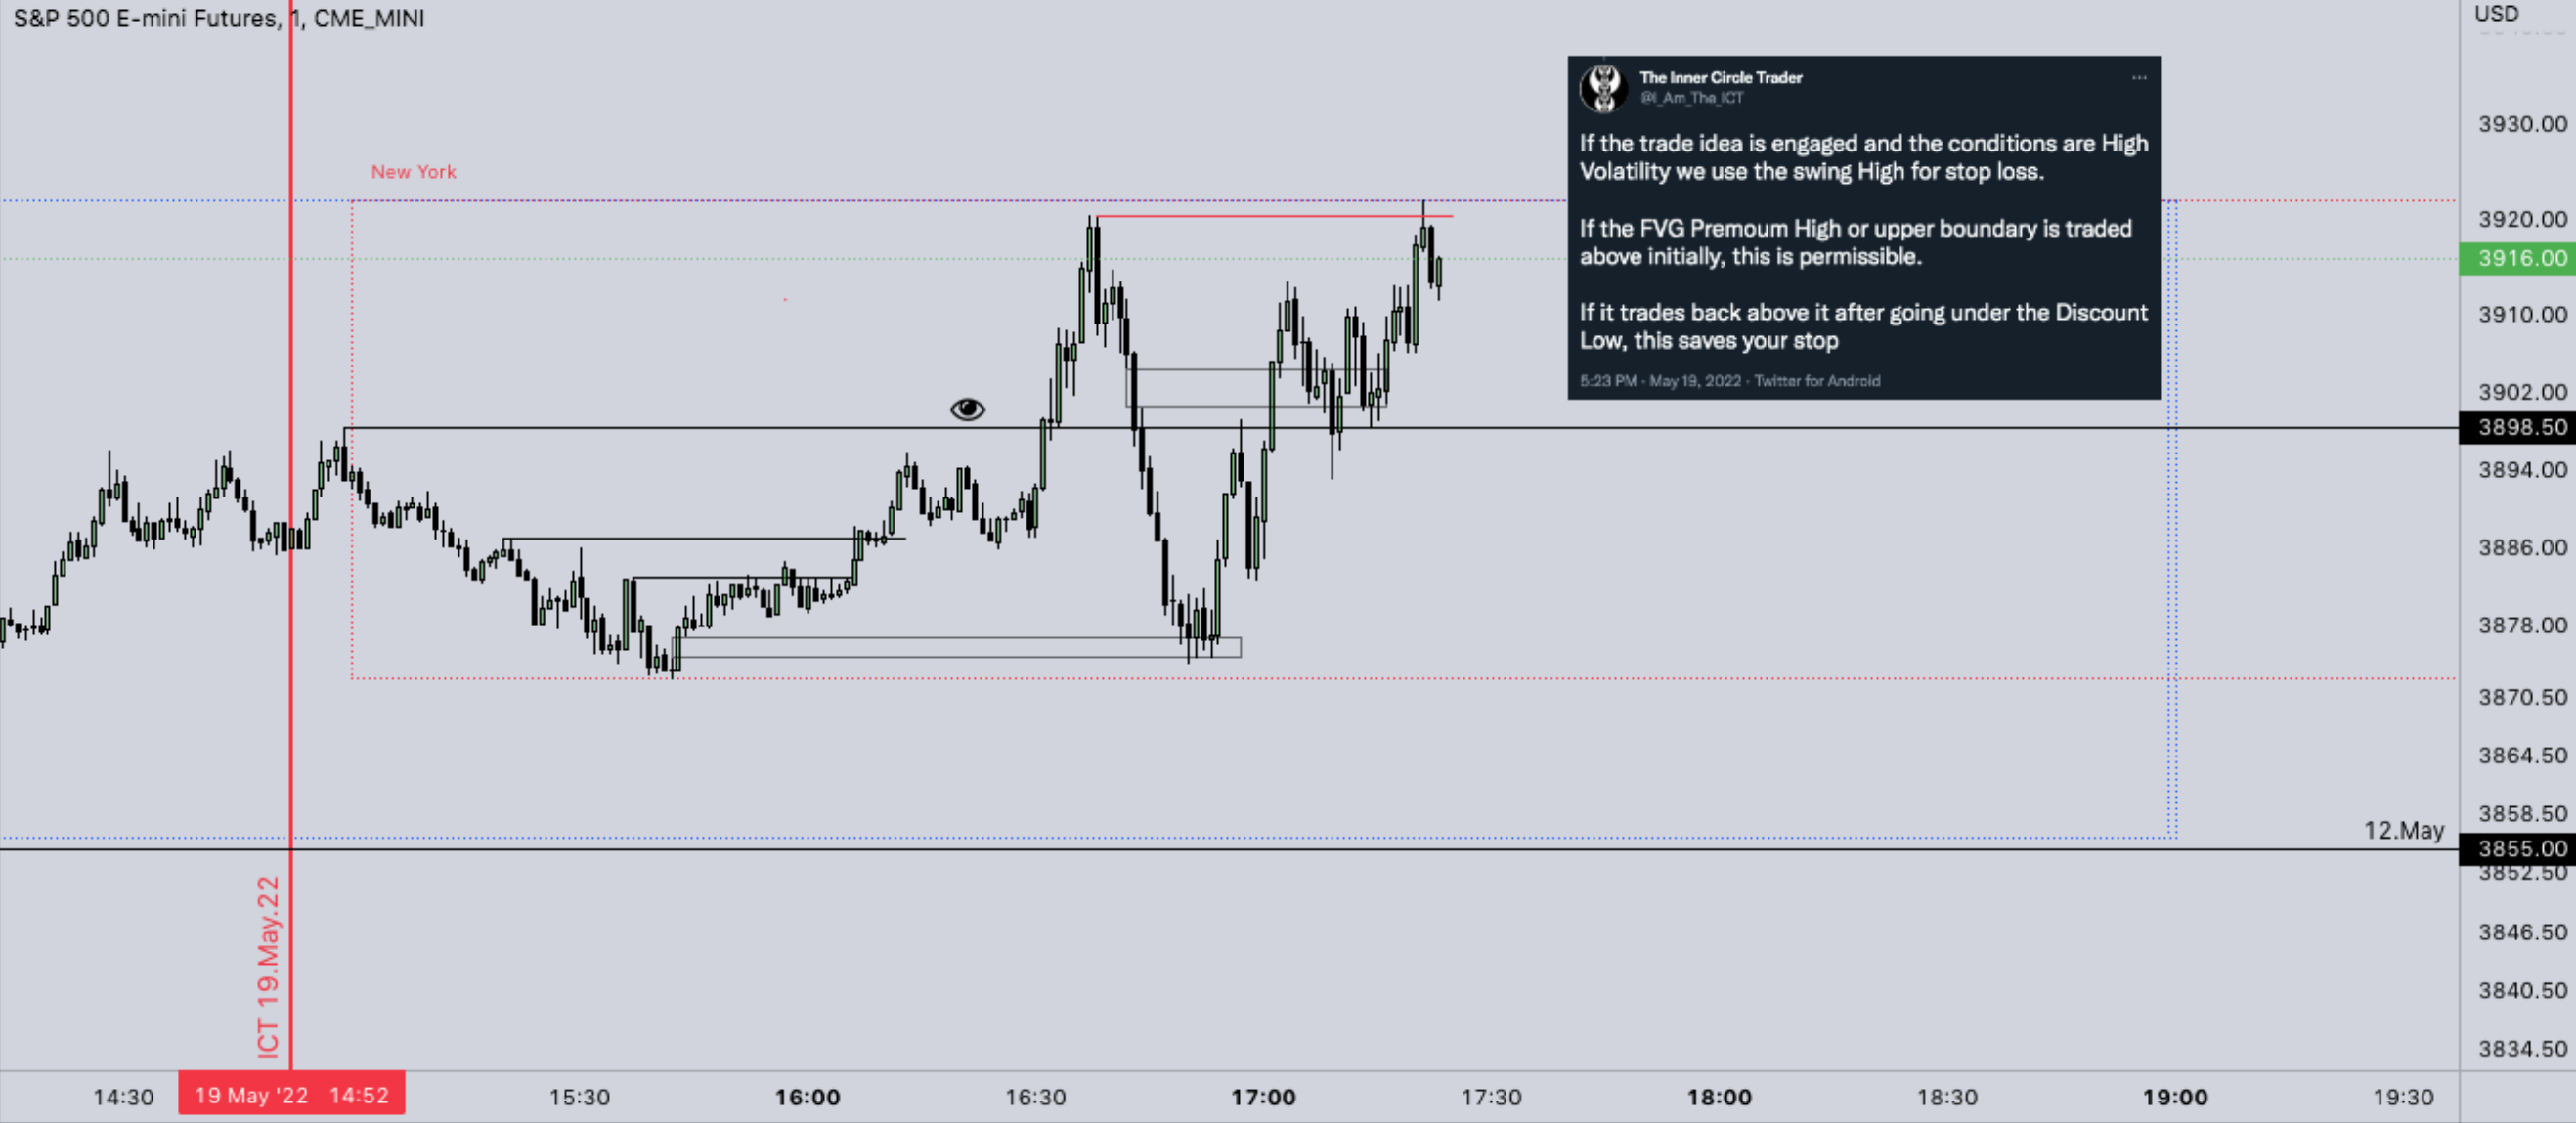 S&P 500 E-mini Futures, 1, CME_MINI
USD
The Inner Circle Trader
@I_Am_The_ICT
If the trade idea is engaged and the conditions are High
Volatility we use the swing High for stop loss.
If the FVG Premoum High or upper boundary is traded
above initially, this is permissible.
If it trades back above it after going under the Discount
Low, this saves your stop
5:23 PM · May 19, 2022 · Twitter for Android
New York
3930.00
3920.00
3916.00
3910.00
3902.00
3898.50
3894.00
3886.00
3878.00
3870.50
3864.50
3858.50
12.May
3855.00
3852.50
3846.50
3840.50
3834.50
ICT 19.May.22
14:30
19 May '22 14:52
15:30
16:00
16:30
17:00
17:30
18:00
18:30
19:00
19:30